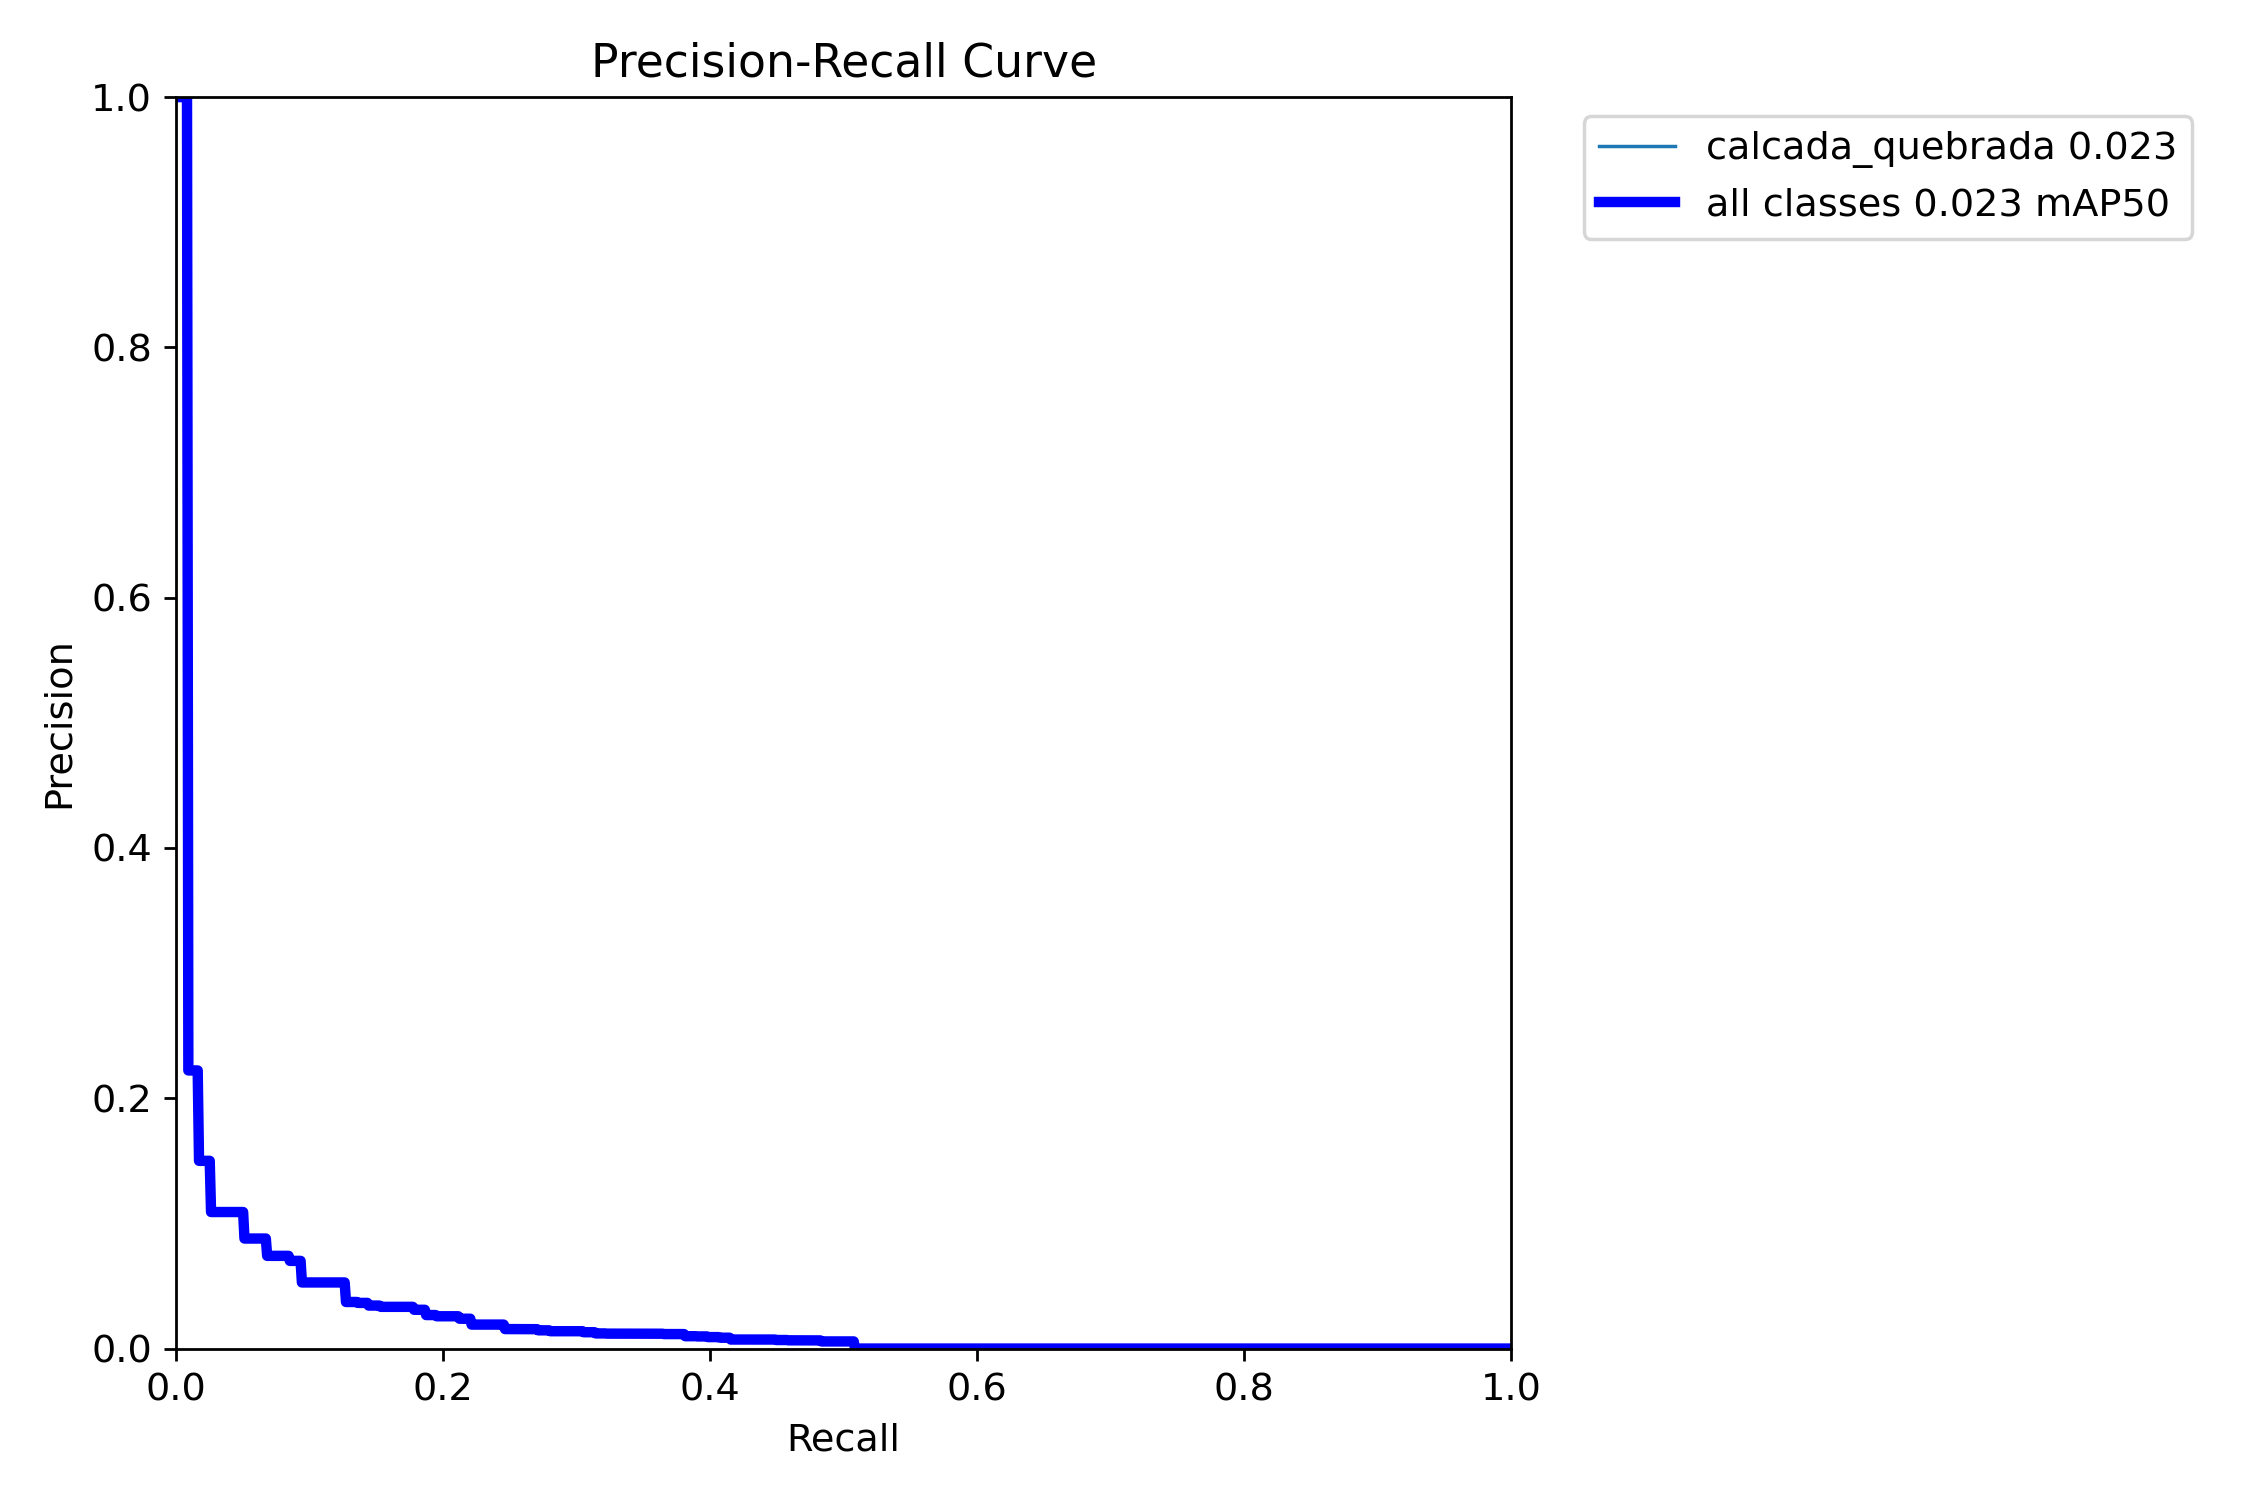 Precision-Recall Curve
1.0
0.8
0.6
0.4
0.2
0.0
Precision
0.0 0.2 0.4 0.6 0.8 1.0
Recall
calcada_quebrada 0.023
all classes 0.023 mAP50